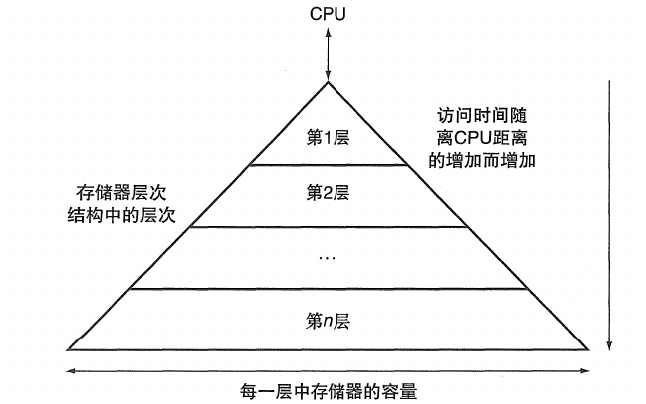 CPU
第1层
访问时间随
离CPU距离
的增加而增加
存储器层次
结构中的层次
第2层
…
第n层
每一层中存储器的容量